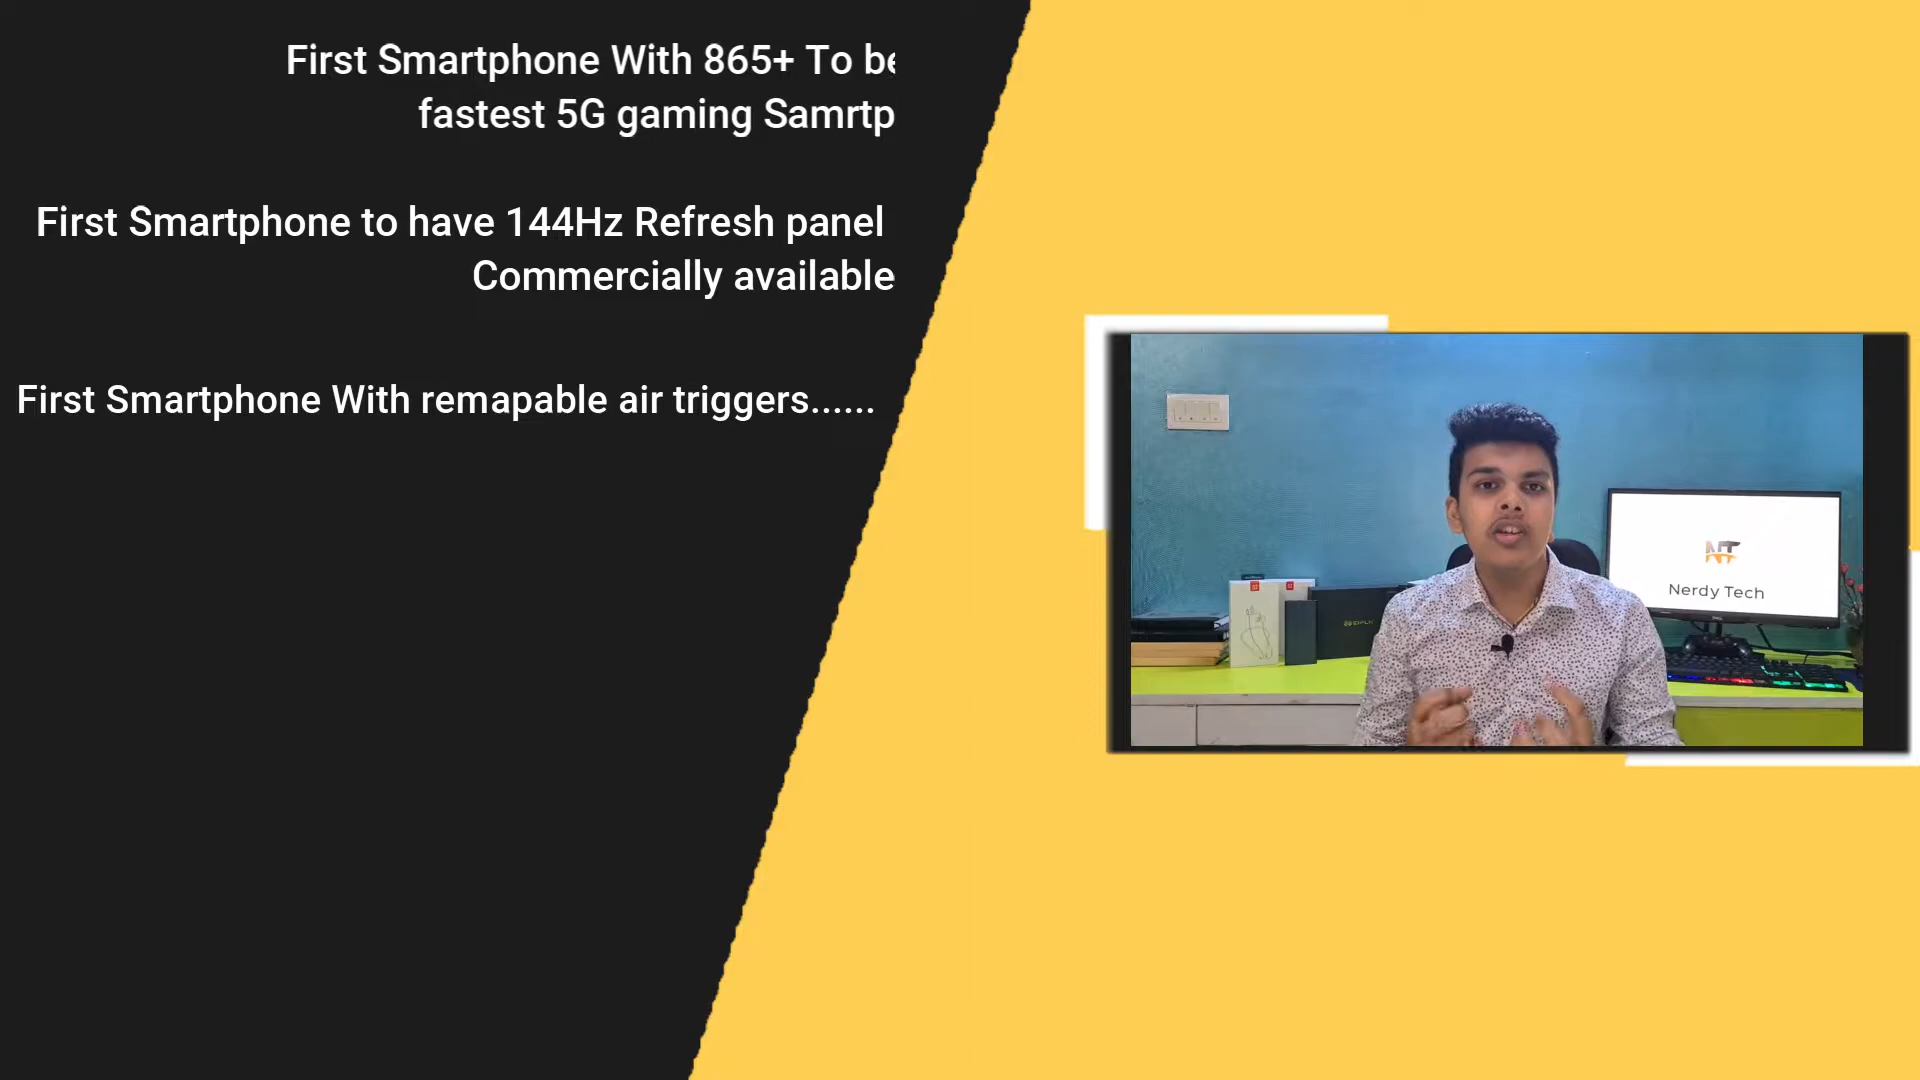 First Smartphone With 865+ To be
fastest 5G gaming Samrtp
First Smartphone to have 144Hz Refresh panel
Commercially available
First Smartphone With remapable air triggers......
NT
Nerdy Tech